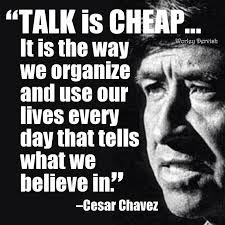 “TALK is CHEAP...
It is the way
we organize
and use our
lives every
day that tells
what we
believe in.”
–Cesar Chavez